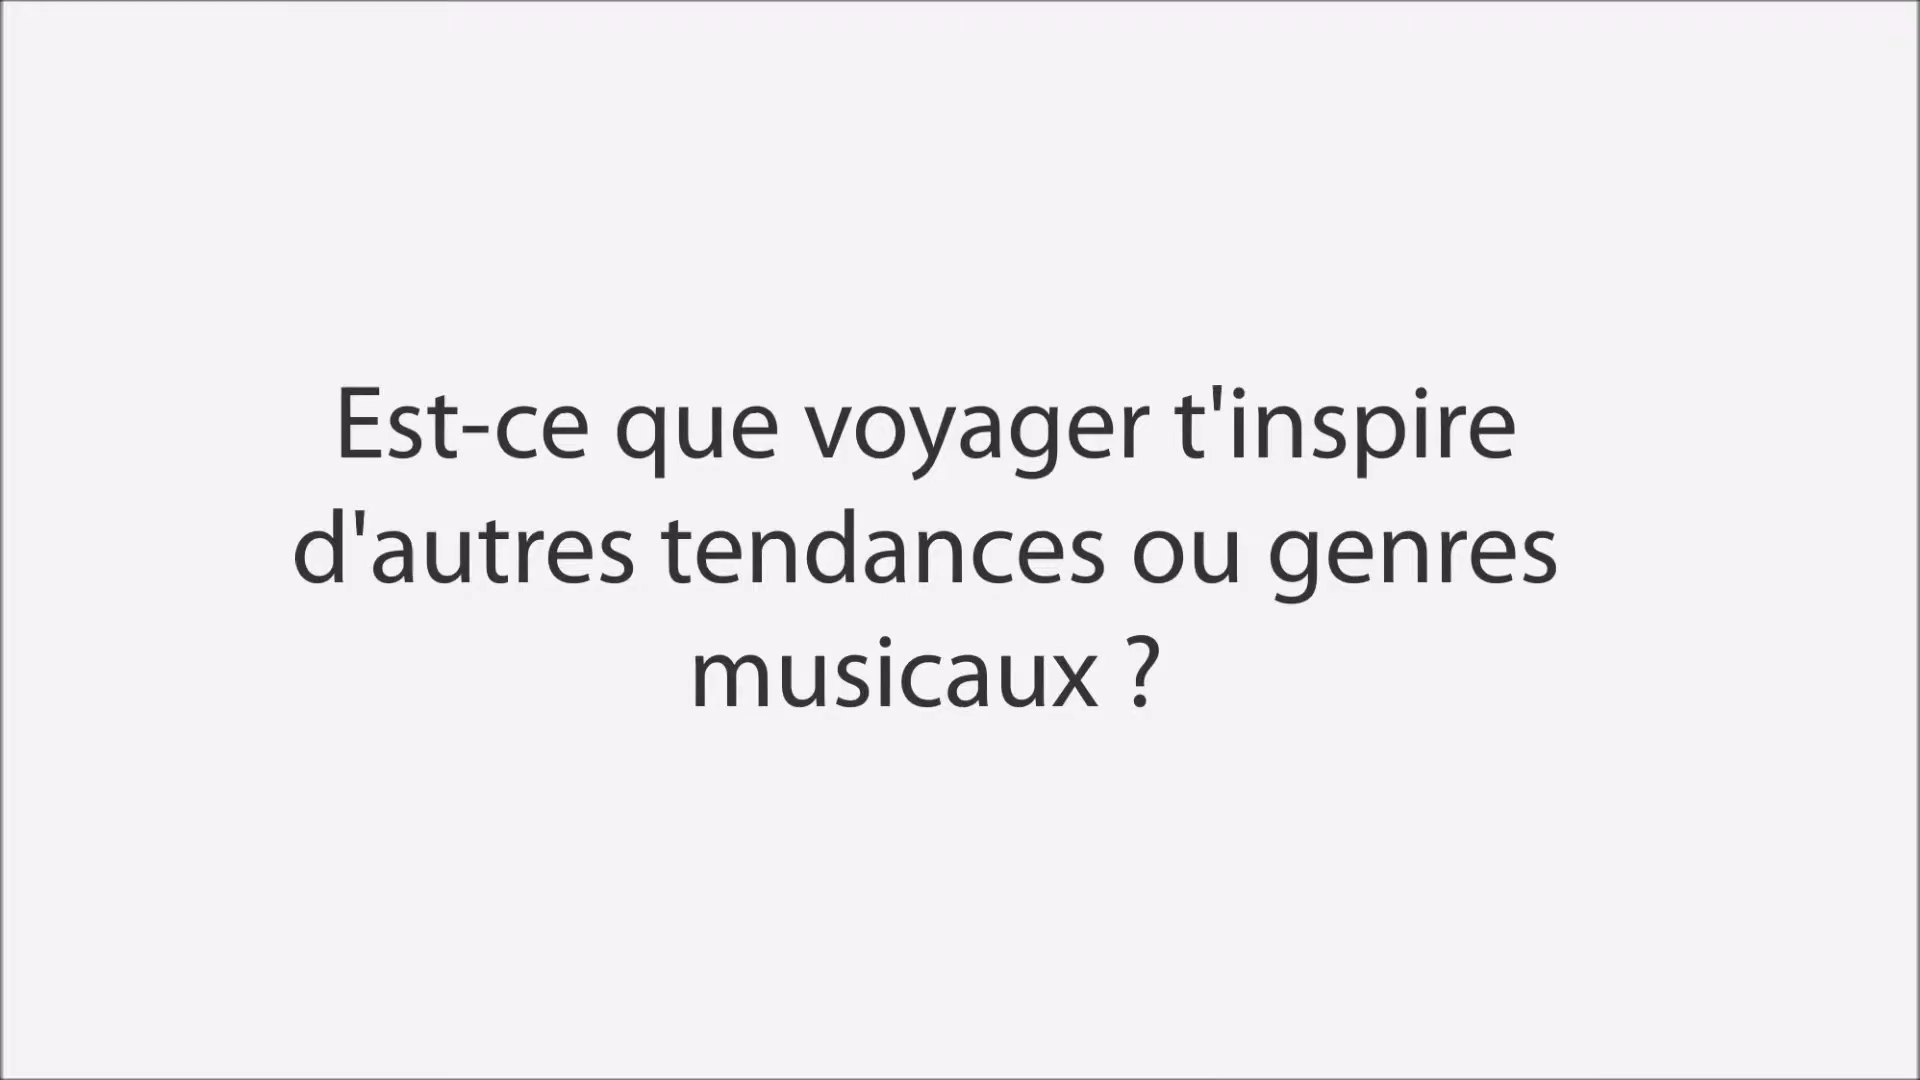 Est-ce que voyager t'inspire
d'autres tendances ou genres
musicaux ?